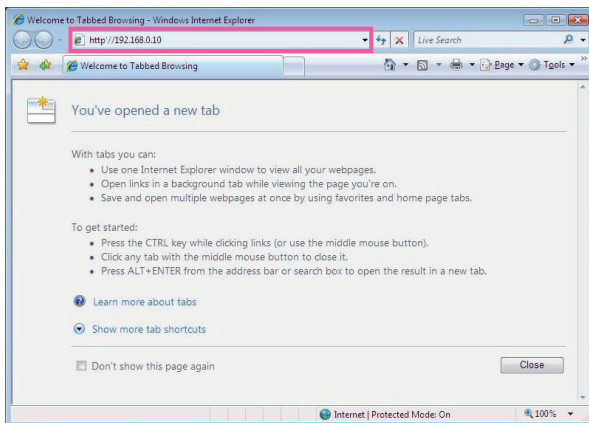 Welcome to Tabbed Browsing - Windows Internet Explorer
http://192.168.0.10
Live Search
Welcome to Tabbed Browsing
Page
Tools
You've opened a new tab
With tabs you can:
Use one Internet Explorer window to view all your webpages.
Open links in a background tab while viewing the page you're on.
Save and open multiple webpages at once by using favorites and home page tabs.
To get started:
Press the CTRL key while clicking links (or use the middle mouse button).
Click any tab with the middle mouse button to close it.
Press ALT+ENTER from the address bar or search box to open the result in a new tab.
Learn more about tabs
Show more tab shortcuts
Don't show this page again
Close
Internet | Protected Mode: On
100%